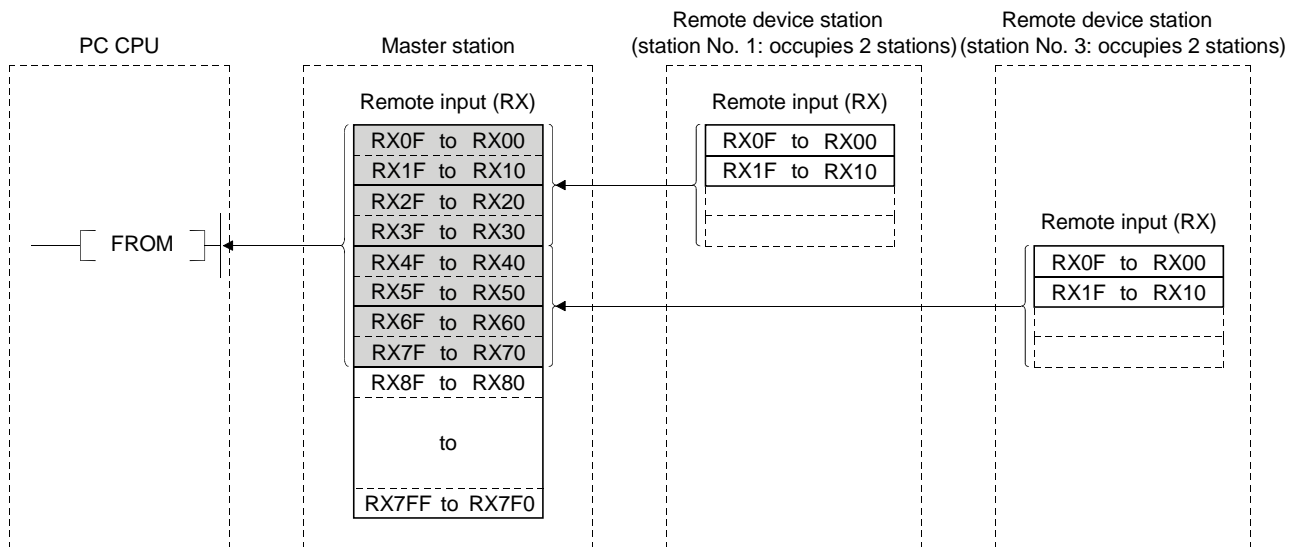 PC CPU
Master station
Remote device station
(station No. 1: occupies 2 stations)
Remote device station
(station No. 3: occupies 2 stations)
FROM
Remote input (RX)
RX0F to RX00
RX1F to RX10
RX2F to RX20
RX3F to RX30
RX4F to RX40
RX5F to RX50
RX6F to RX60
RX7F to RX70
RX8F to RX80
to
RX7FF to RX7F0
Remote input (RX)
RX0F to RX00
RX1F to RX10
Remote input (RX)
RX0F to RX00
RX1F to RX10